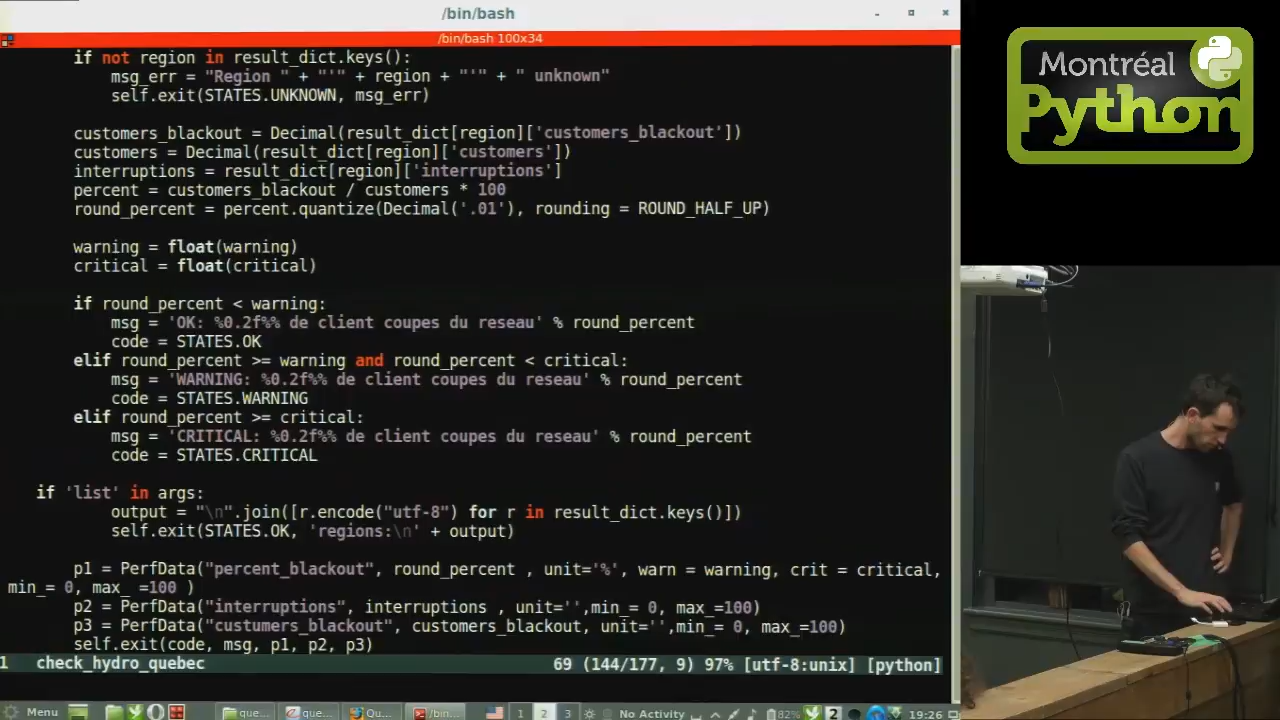 /bin/bash
/bin/bash 100x34
if not region in result_dict.keys():
msg_err = "Region " + "'" + region + "'" + " unknown"
self.exit(STATES.UNKNOWN, msg_err)
customers_blackout = Decimal(result_dict[region]['customers_blackout'])
customers = Decimal(result_dict[region]['customers'])
interruptions = result_dict[region]['interruptions']
percent = customers_blackout / customers * 100
round_percent = percent.quantize(Decimal('.01'), rounding = ROUND_HALF_UP)
warning = float(warning)
critical = float(critical)
if round_percent < warning:
msg = 'OK: %0.2f%% de client coupes du reseau' % round_percent
code = STATES.OK
elif round_percent >= warning and round_percent < critical:
msg = 'WARNING: %0.2f%% de client coupes du reseau' % round_percent
code = STATES.WARNING
elif round_percent >= critical:
msg = 'CRITICAL: %0.2f%% de client coupes du reseau' % round_percent
code = STATES.CRITICAL
if 'list' in args:
output = "\n".join([r.encode("utf-8") for r in result_dict.keys()])
self.exit(STATES.OK, 'regions:\n' + output)
p1 = PerfData("percent_blackout", round_percent , unit='%', warn = warning, crit = critical,
min_= 0, max_ =100 )
p2 = PerfData("interruptions", interruptions , unit='',min_= 0, max_=100)
p3 = PerfData("custumers_blackout", customers_blackout, unit='',min_= 0, max_=100)
self.exit(code, msg, p1, p2, p3)
1 check_hydro_quebec 69 (144/177, 9) 97% [utf-8:unix] [python]
Menu que... que... Qu... /bin... 1 2 3 No Activity 82% 2 19:26
Montréal
Python